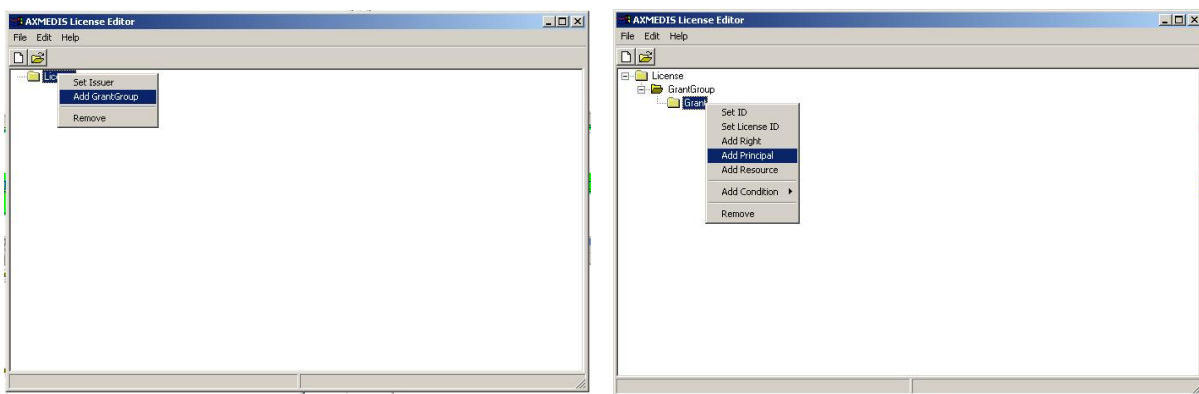 AXMEDIS License Editor
File Edit Help
Set Issuer
Add GrantGroup
Remove
AXMEDIS License Editor
File Edit Help
License
GrantGroup
Grant
Set ID
Set License ID
Add Right
Add Principal
Add Resource
Add Condition
Remove